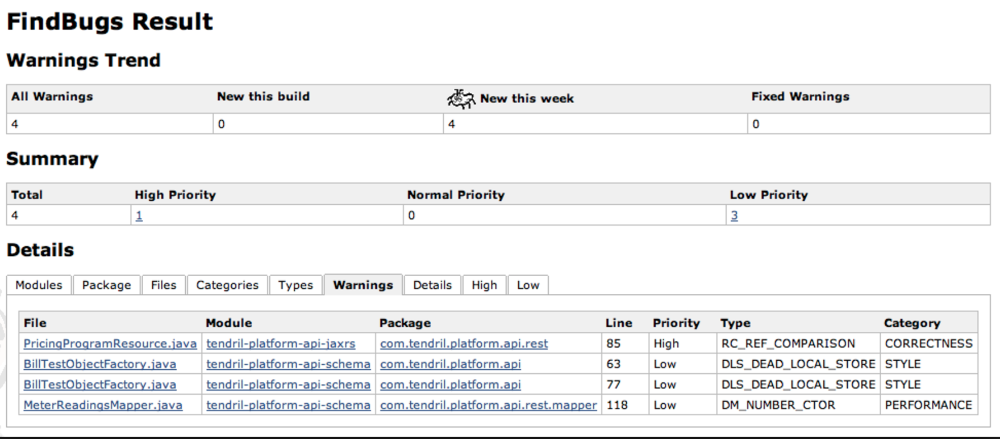 FindBugs Result
Warnings Trend
All Warnings New this build New this week Fixed Warnings
4 0 4 0
Summary
Total High Priority Normal Priority Low Priority
4 1 0 3
Details
Modules Package Files Categories Types Warnings Details High Low
File Module Package Line Priority Type Category
PricingProgramResource.java tendril-platform-api-jaxrs com.tendril.platform.api.rest 85 High RC_REF_COMPARISON CORRECTNESS
BillTestObjectFactory.java tendril-platform-api-schema com.tendril.platform.api 63 Low DLS_DEAD_LOCAL_STORE STYLE
BillTestObjectFactory.java tendril-platform-api-schema com.tendril.platform.api 77 Low DLS_DEAD_LOCAL_STORE STYLE
MeterReadingsMapper.java tendril-platform-api-schema com.tendril.platform.api.rest.mapper 118 Low DM_NUMBER_CTOR PERFORMANCE